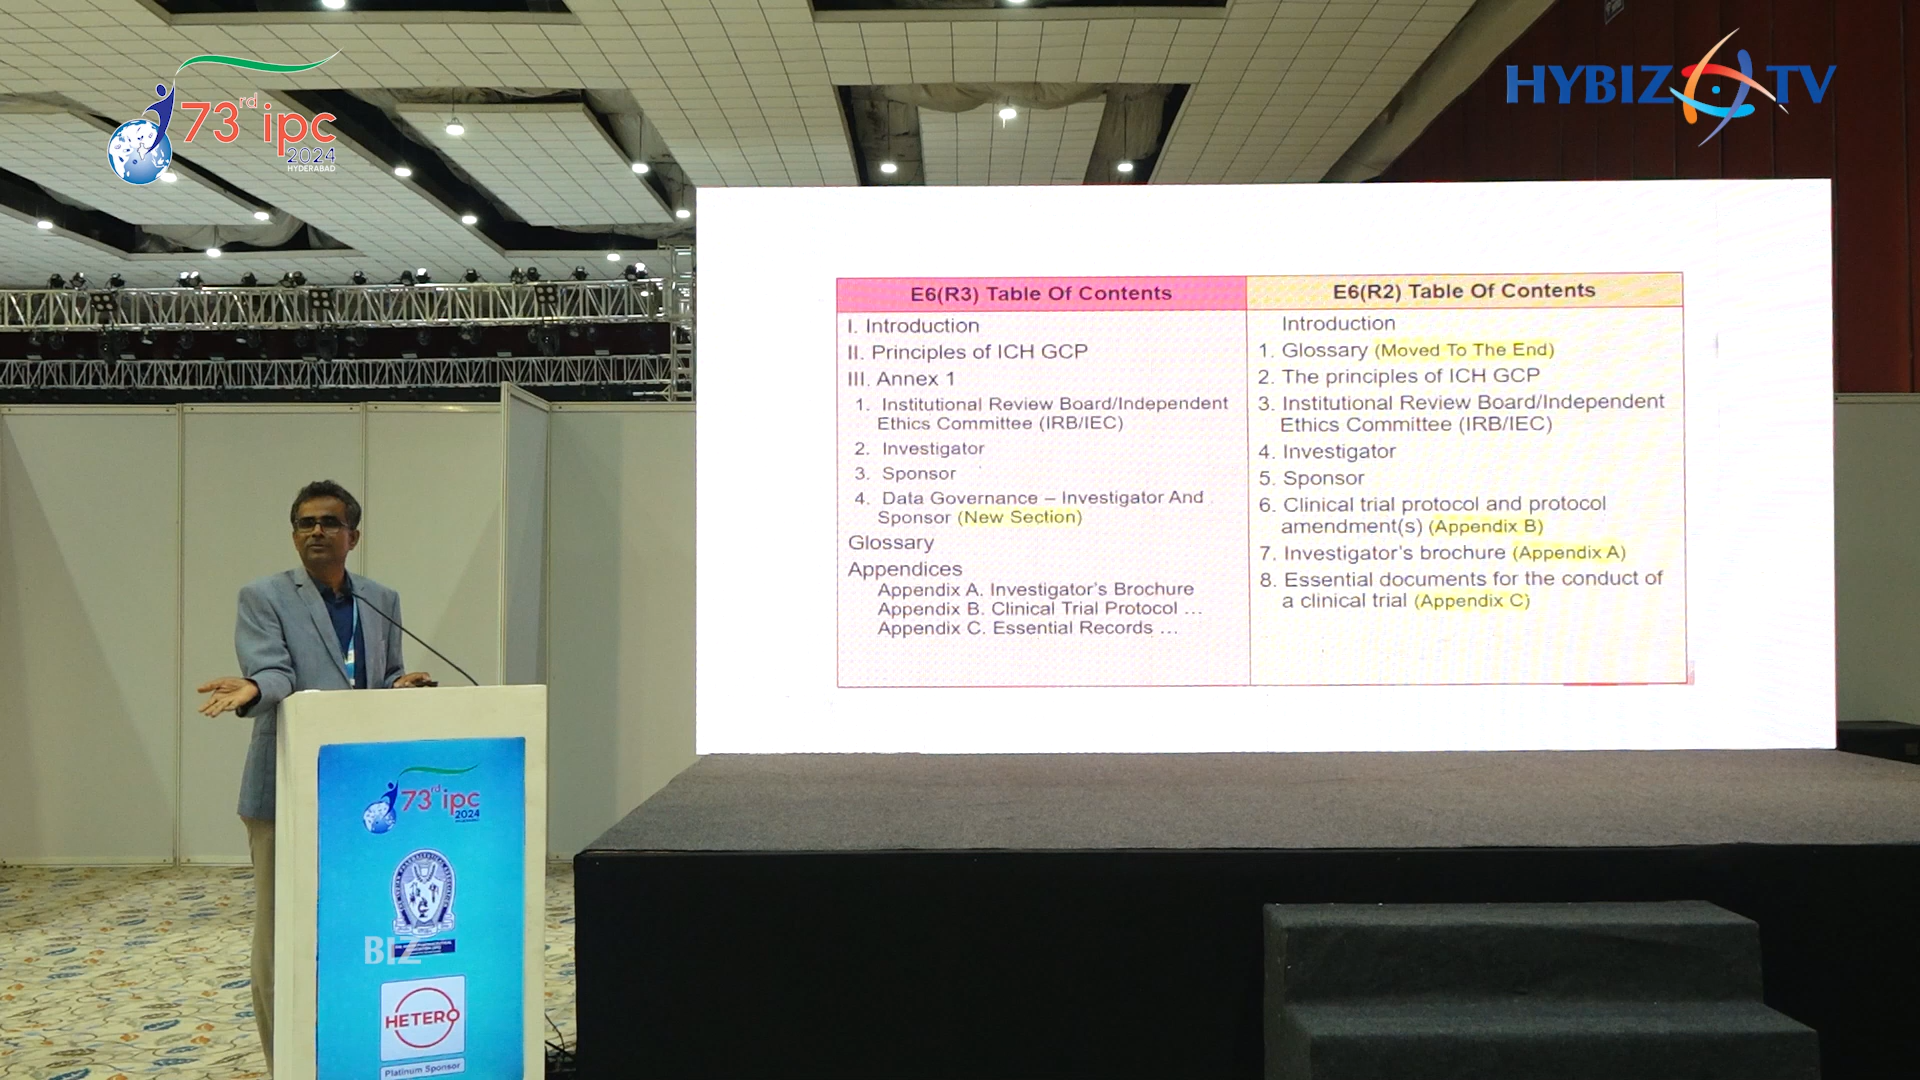 73rd ipc
2024
HYDERABAD
HYBIZ TV
E6(R3) Table Of Contents
I. Introduction
II. Principles of ICH GCP
III. Annex 1
1. Institutional Review Board/Independent
Ethics Committee (IRB/IEC)
2. Investigator
3. Sponsor
4. Data Governance – Investigator And
Sponsor (New Section)
Glossary
Appendices
Appendix A. Investigator's Brochure
Appendix B. Clinical Trial Protocol ...
Appendix C. Essential Records ...
E6(R2) Table Of Contents
Introduction
1. Glossary (Moved To The End)
2. The principles of ICH GCP
3. Institutional Review Board/Independent
Ethics Committee (IRB/IEC)
4. Investigator
5. Sponsor
6. Clinical trial protocol and protocol
amendment(s) (Appendix B)
7. Investigator's brochure (Appendix A)
8. Essential documents for the conduct of
a clinical trial (Appendix C)
73rd ipc
2024
BIZ
HETERO
Platinum Sponsor